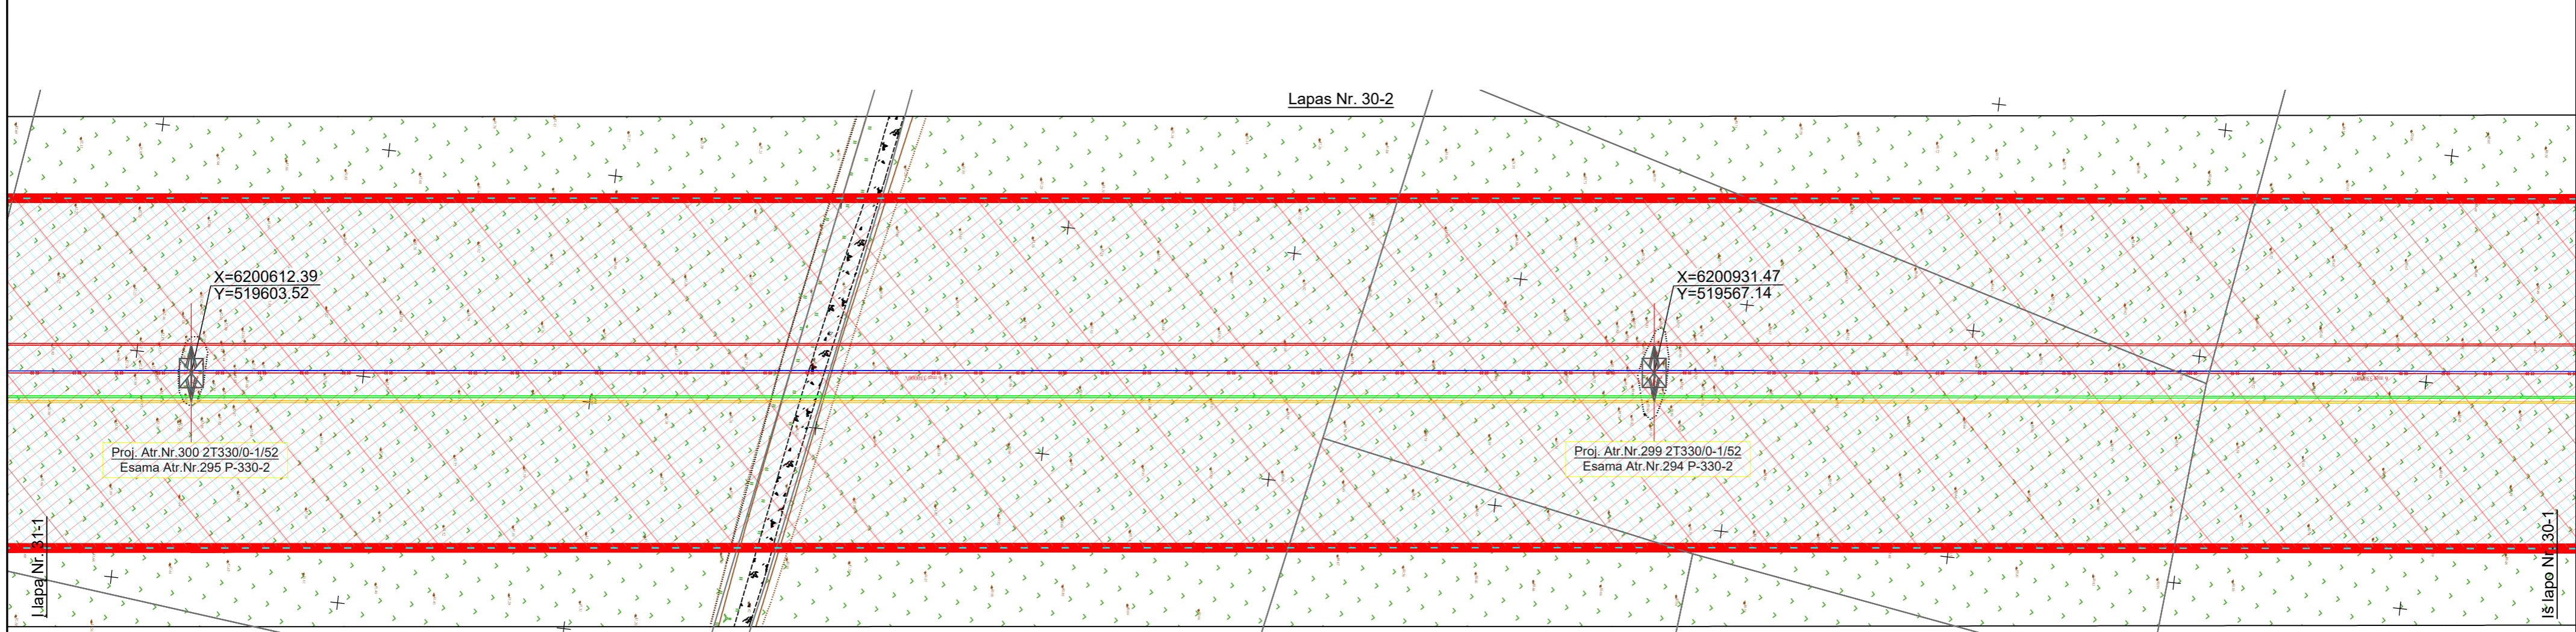 Lapas Nr. 30-2
X=6200612.39
Y=519603.52
X=6200931.47
Y=519567.14
Proj. Atr.Nr.300 2T330/0-1/52
Esama Atr.Nr.295 P-330-2
Proj. Atr.Nr.299 2T330/0-1/52
Esama Atr.Nr.294 P-330-2
Į lapą Nr. 31-1
Iš lapo Nr. 30-1